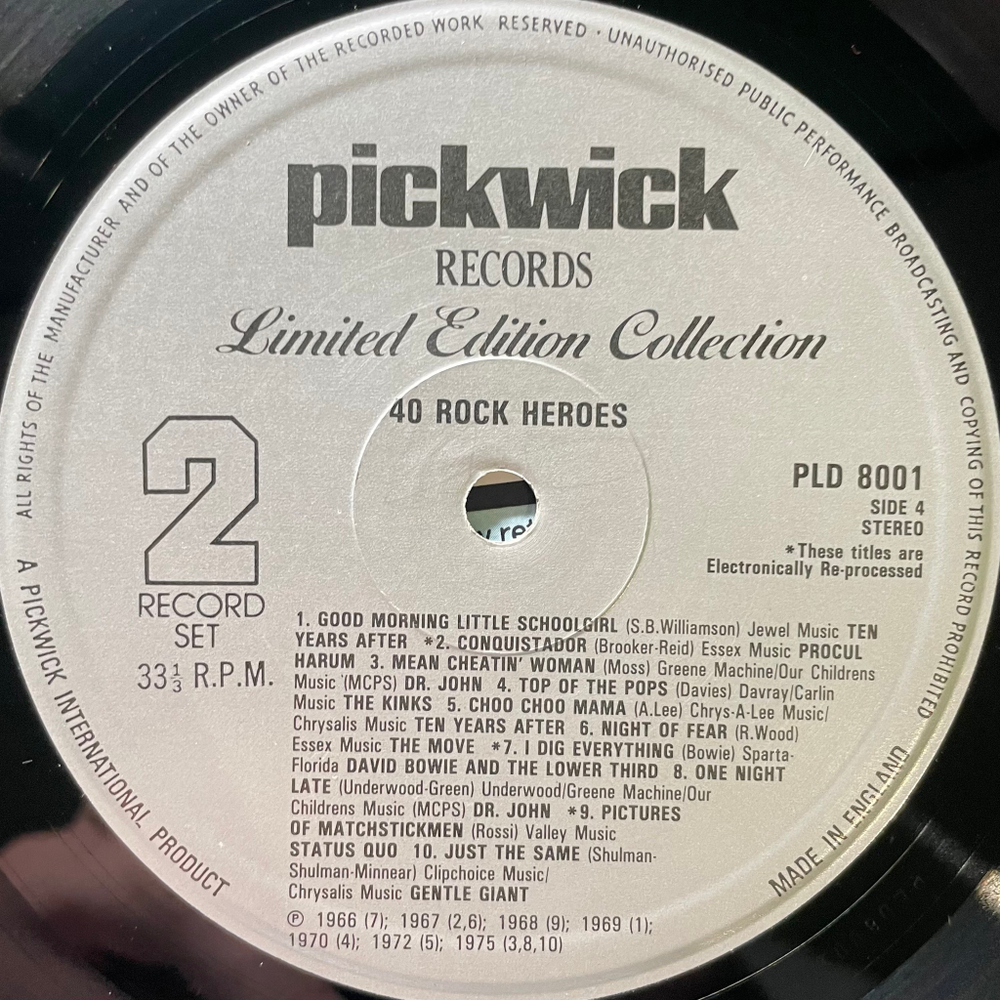 ALL RIGHTS OF THE MANUFACTURER AND OF THE OWNER OF THE RECORDED WORK RESERVED · UNAUTHORISED PUBLIC PERFORMANCE BROADCASTING AND COPYING OF THIS RECORD PROHIBITED
pickwick
RECORDS
Limited Edition Collection
40 ROCK HEROES
2
RECORD
SET
33⅓ R.P.M.
PLD 8001
SIDE 4
STEREO
*These titles are
Electronically Re-processed
1. GOOD MORNING LITTLE SCHOOLGIRL (S.B.Williamson) Jewel Music TEN
YEARS AFTER *2. CONQUISTADOR (Brooker-Reid) Essex Music PROCUL
HARUM 3. MEAN CHEATIN' WOMAN (Moss) Greene Machine/Our Childrens
Music (MCPS) DR. JOHN 4. TOP OF THE POPS (Davies) Davray/Carlin
Music THE KINKS 5. CHOO CHOO MAMA (A.Lee) Chrys-A-Lee Music/
Chrysalis Music TEN YEARS AFTER 6. NIGHT OF FEAR (R.Wood)
Essex Music THE MOVE *7. I DIG EVERYTHING (Bowie) Sparta-
Florida DAVID BOWIE AND THE LOWER THIRD 8. ONE NIGHT
LATE (Underwood-Green) Underwood/Greene Machine/Our
Childrens Music (MCPS) DR. JOHN *9. PICTURES
OF MATCHSTICKMEN (Rossi) Valley Music
STATUS QUO 10. JUST THE SAME (Shulman-
Shulman-Minnear) Clipchoice Music/
Chrysalis Music GENTLE GIANT
℗ 1966 (7); 1967 (2,6); 1968 (9); 1969 (1);
1970 (4); 1972 (5); 1975 (3,8,10)
A PICKWICK INTERNATIONAL PRODUCT
MADE IN ENGLAND